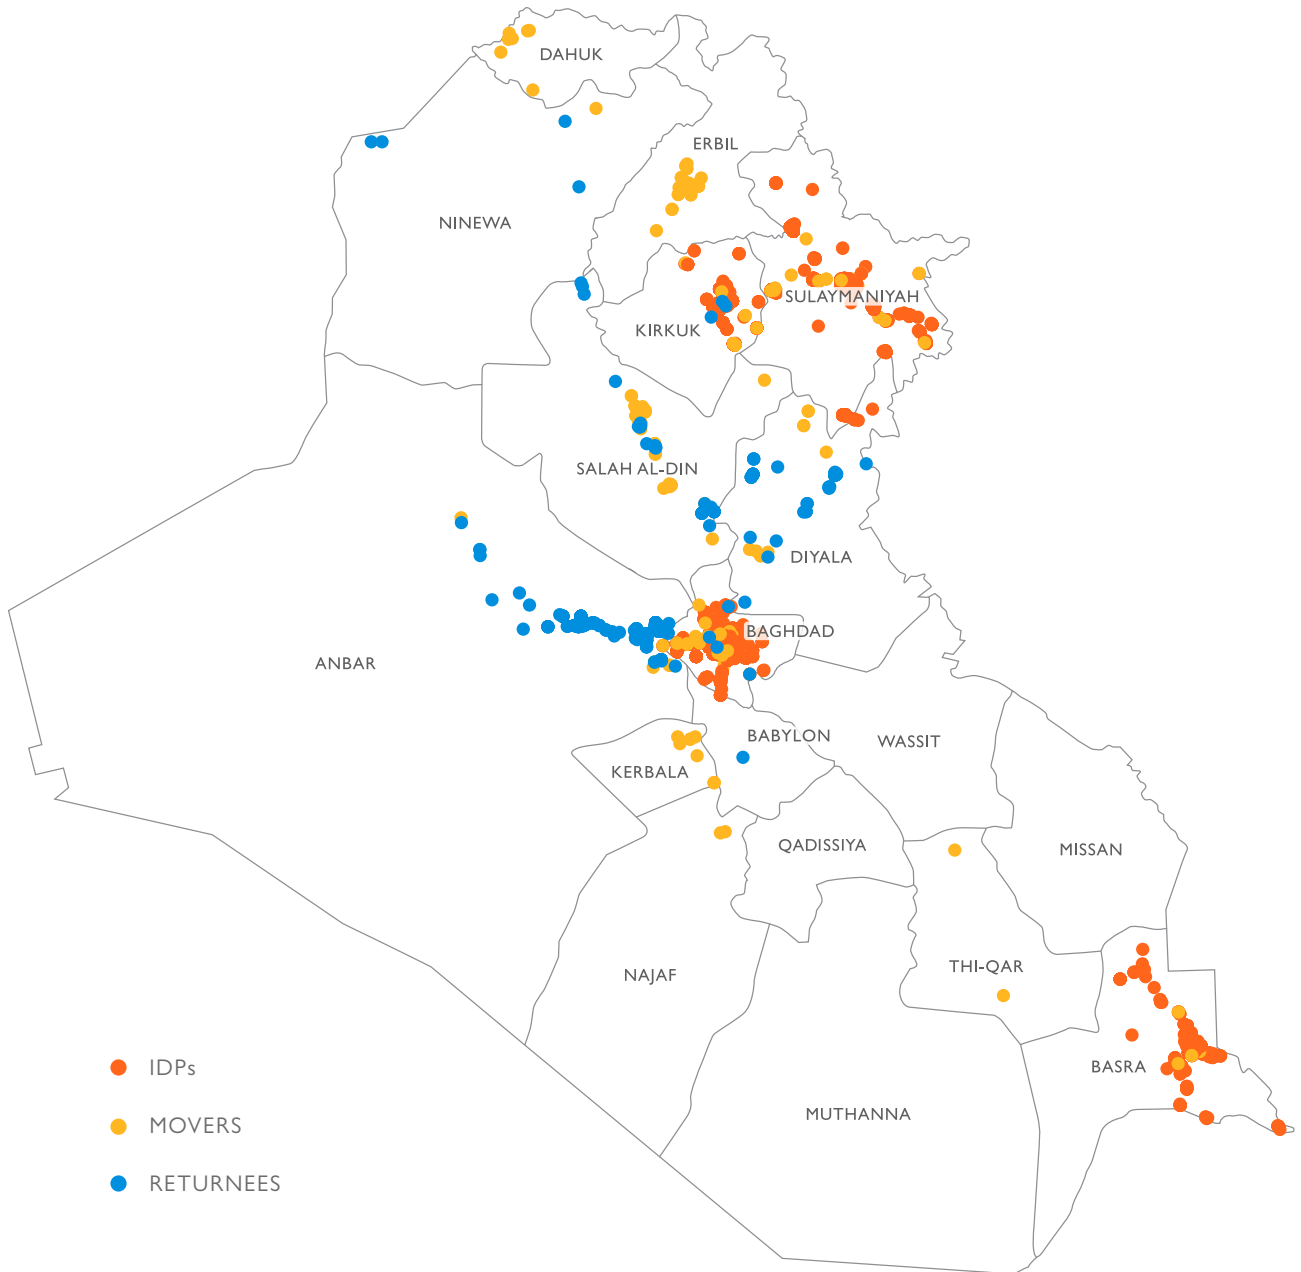 DAHUK
ERBIL
NINEWA
SULAYMANIYAH
KIRKUK
SALAH AL-DIN
DIYALA
BAGHDAD
ANBAR
BABYLON
WASSIT
KERBALA
QADISSIYA
MISSAN
THI-QAR
NAJAF
BASRA
MUTHANNA
IDPs
MOVERS
RETURNEES